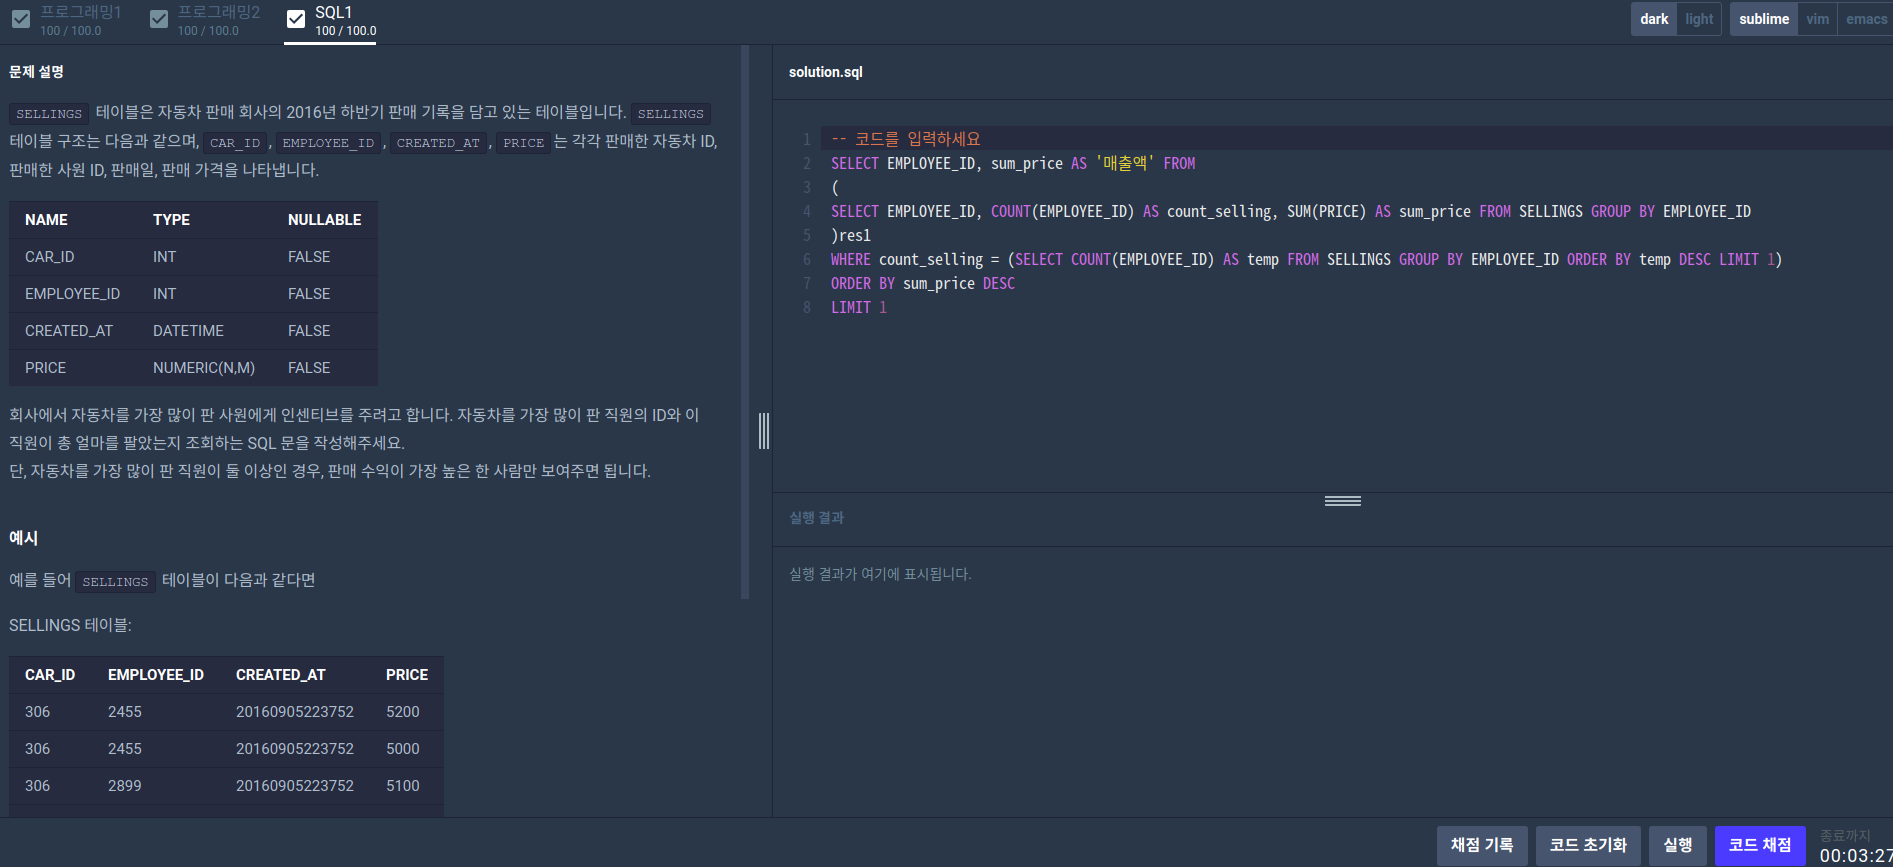 프로그래밍1
100 / 100.0
프로그래밍2
100 / 100.0
SQL1
100 / 100.0
dark light sublime vim emacs
문제 설명
SELLINGS 테이블은 자동차 판매 회사의 2016년 하반기 판매 기록을 담고 있는 테이블입니다. SELLINGS
테이블 구조는 다음과 같으며, CAR_ID , EMPLOYEE_ID , CREATED_AT , PRICE 는 각각 판매한 자동차 ID,
판매한 사원 ID, 판매일, 판매 가격을 나타냅니다.
NAME TYPE NULLABLE
CAR_ID INT FALSE
EMPLOYEE_ID INT FALSE
CREATED_AT DATETIME FALSE
PRICE NUMERIC(N,M) FALSE
회사에서 자동차를 가장 많이 판 사원에게 인센티브를 주려고 합니다. 자동차를 가장 많이 판 직원의 ID와 이
직원이 총 얼마를 팔았는지 조회하는 SQL 문을 작성해주세요.
단, 자동차를 가장 많이 판 직원이 둘 이상인 경우, 판매 수익이 가장 높은 한 사람만 보여주면 됩니다.
예시
예를 들어 SELLINGS 테이블이 다음과 같다면
SELLINGS 테이블:
CAR_ID EMPLOYEE_ID CREATED_AT PRICE
306 2455 20160905223752 5200
306 2455 20160905223752 5000
306 2899 20160905223752 5100
solution.sql
1 -- 코드를 입력하세요
2 SELECT EMPLOYEE_ID, sum_price AS '매출액' FROM
3 (
4 SELECT EMPLOYEE_ID, COUNT(EMPLOYEE_ID) AS count_selling, SUM(PRICE) AS sum_price FROM SELLINGS GROUP BY EMPLOYEE_ID
5 )res1
6 WHERE count_selling = (SELECT COUNT(EMPLOYEE_ID) AS temp FROM SELLINGS GROUP BY EMPLOYEE_ID ORDER BY temp DESC LIMIT 1)
7 ORDER BY sum_price DESC
8 LIMIT 1
실행 결과
실행 결과가 여기에 표시됩니다.
채점 기록 코드 초기화 실행 코드 채점
종료까지
00:03:27